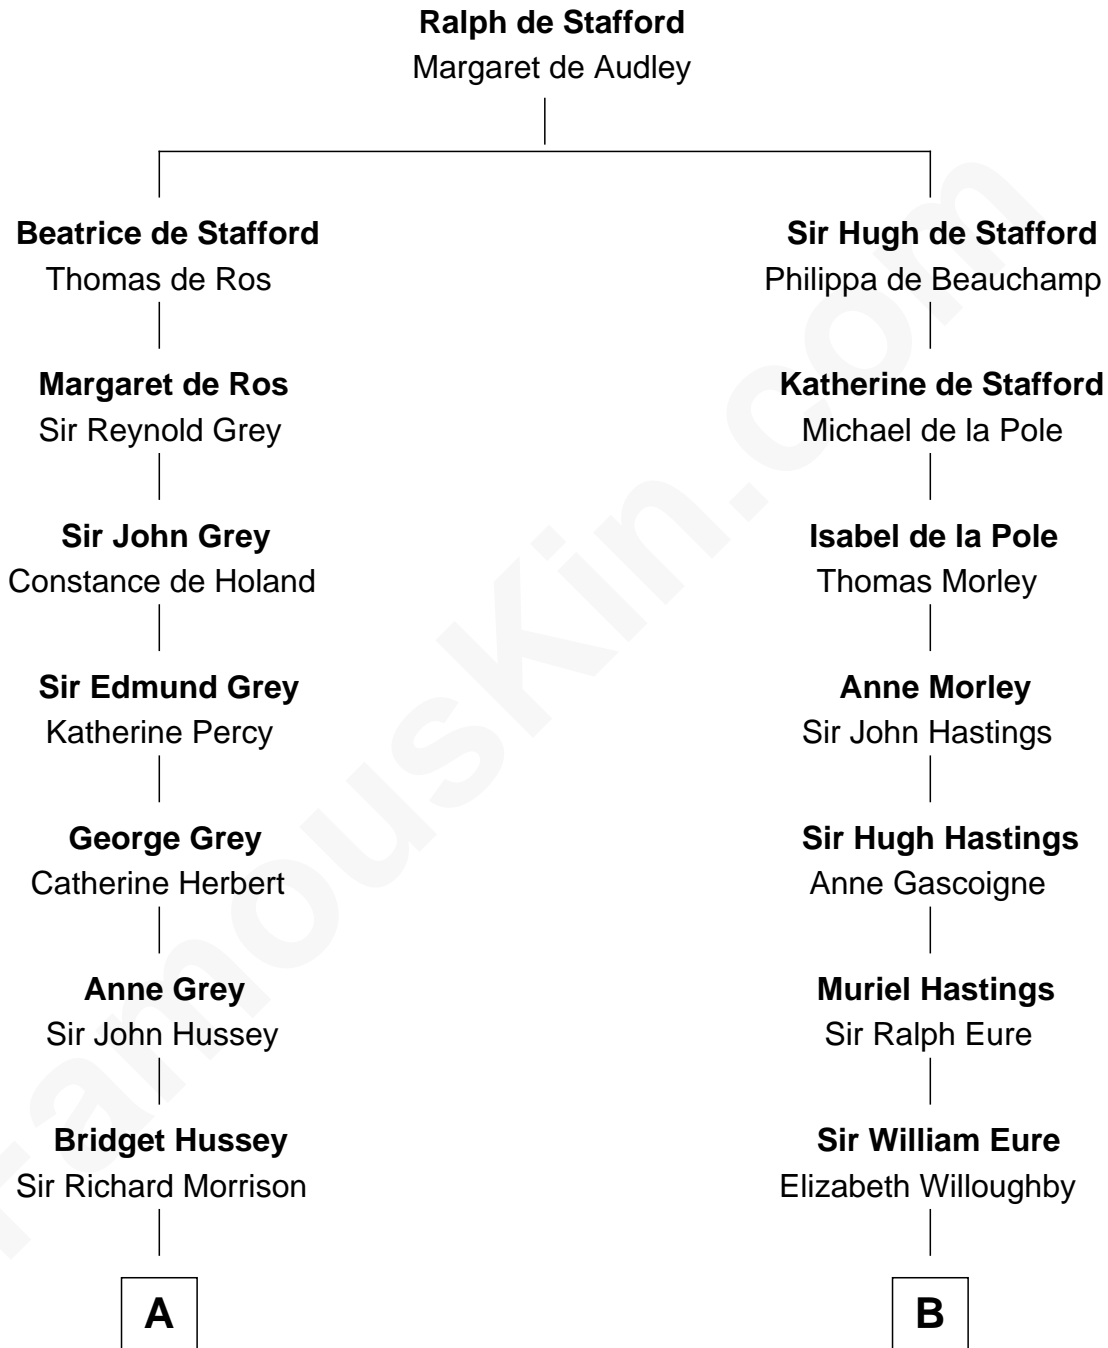 Ralph de Stafford
Margaret de Audley
Beatrice de Stafford
Thomas de Ros
Sir Hugh de Stafford
Philippa de Beauchamp
Margaret de Ros
Sir Reynold Grey
Katherine de Stafford
Michael de la Pole
Sir John Grey
Constance de Holand
Isabel de la Pole
Thomas Morley
Sir Edmund Grey
Katherine Percy
Anne Morley
Sir John Hastings
George Grey
Catherine Herbert
Sir Hugh Hastings
Anne Gascoigne
Anne Grey
Sir John Hussey
Muriel Hastings
Sir Ralph Eure
Bridget Hussey
Sir Richard Morrison
Sir William Eure
Elizabeth Willoughby
A
B
FamousKin.com